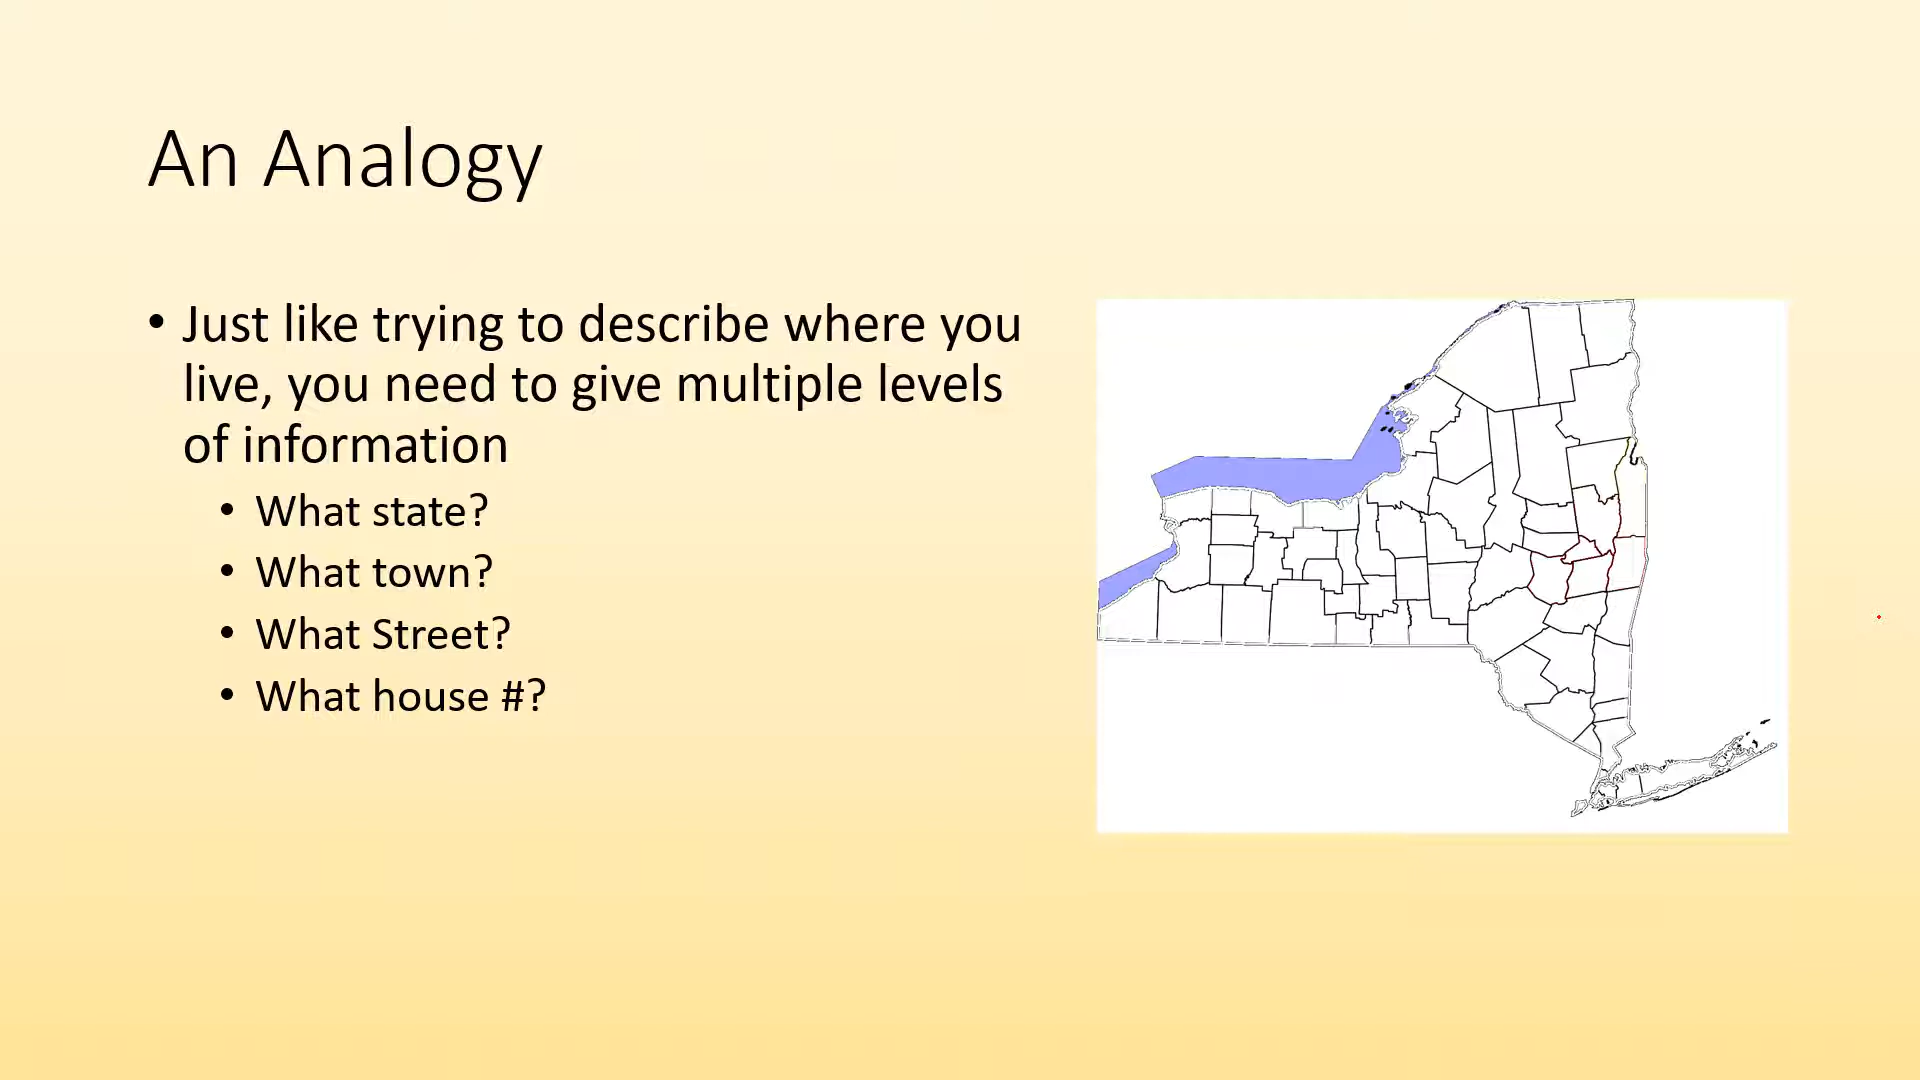 An Analogy
• Just like trying to describe where you
live, you need to give multiple levels
of information
• What state?
• What town?
• What Street?
• What house #?